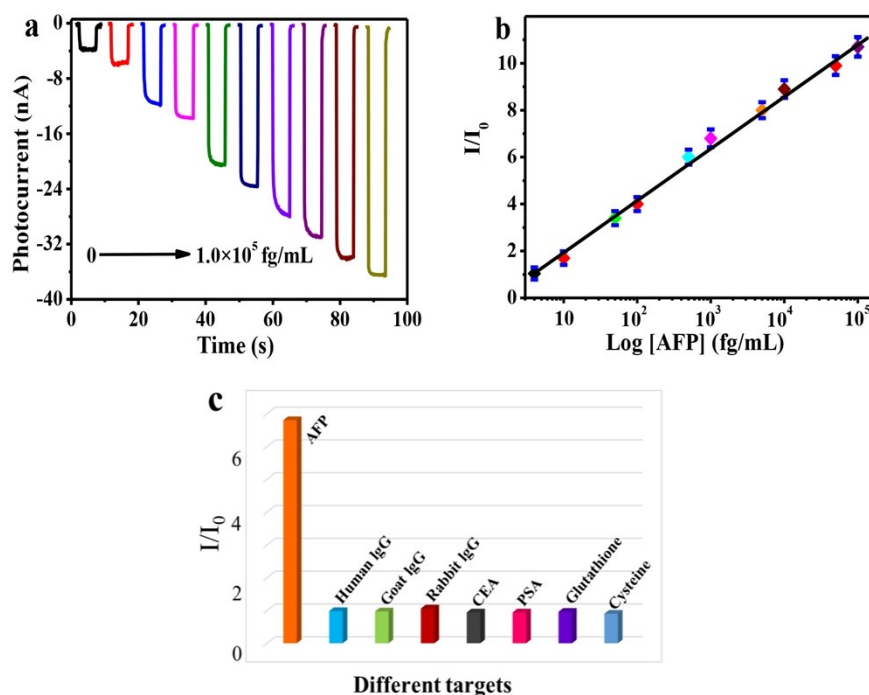 a
0
-8
-16
-24
-32
-40
Photocurrent (nA)
0 → 1.0×10⁵ fg/mL
0 20 40 60 80 100
Time (s)
b
10
8
6
4
2
0
I/I₀
10 10² 10³ 10⁴ 10⁵
Log [AFP] (fg/mL)
c
6
4
2
0
I/I₀
AFP
Human IgG
Goat IgG
Rabbit IgG
CEA
PSA
Glutathione
Cysteine
Different targets